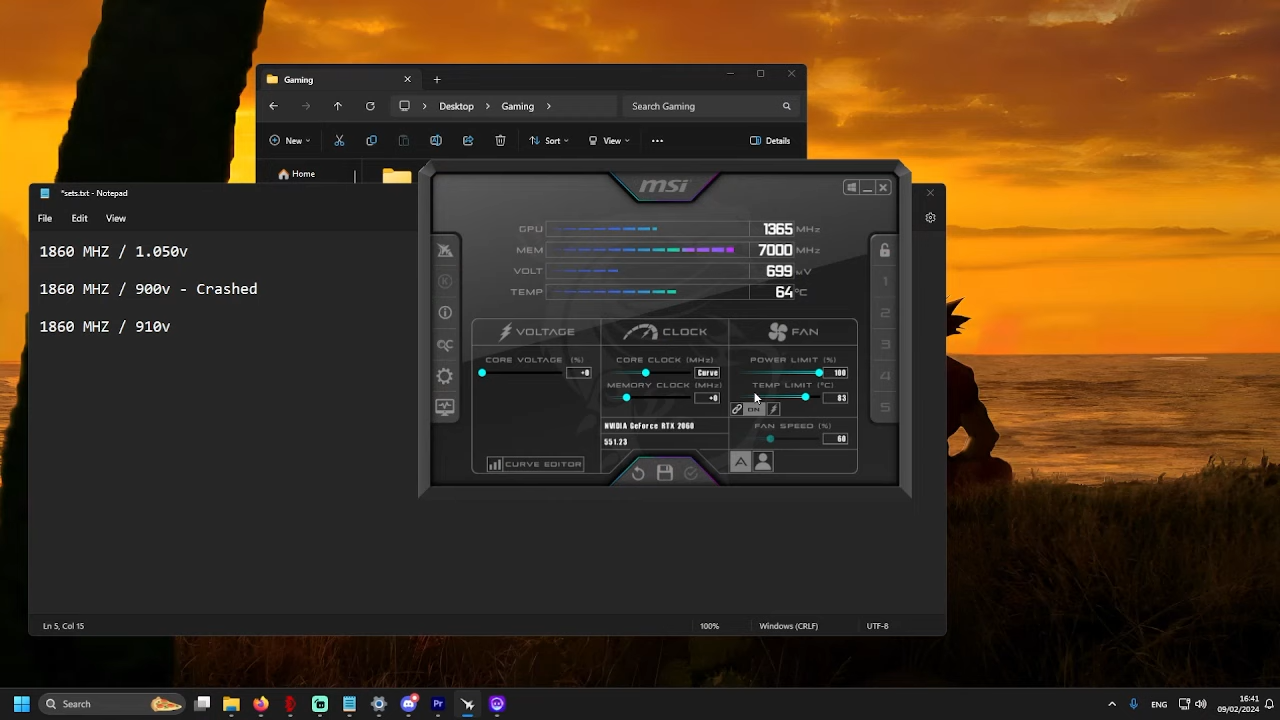 Gaming
Desktop > Gaming >
Search Gaming
New
Sort
View
Details
Home
*sets.txt - Notepad
File Edit View
1860 MHZ / 1.050v
1860 MHZ / 900v - Crashed
1860 MHZ / 910v
Ln 5, Col 15
100%
Windows (CRLF)
UTF-8
msi
GPU 1365 MHz
MEM 7000 MHz
VOLT 699 mV
TEMP 64 °C
VOLTAGE
CLOCK
FAN
CORE VOLTAGE (%)
+0
CORE CLOCK (MHz)
Curve
MEMORY CLOCK (MHz)
+0
POWER LIMIT (%)
100
TEMP LIMIT (°C)
83
ON
NVIDIA GeForce RTX 2060
551.23
FAN SPEED (%)
60
A
CURVE EDITOR
K
OC
1
2
3
4
5
Search
Pr
ENG
16:41
09/02/2024